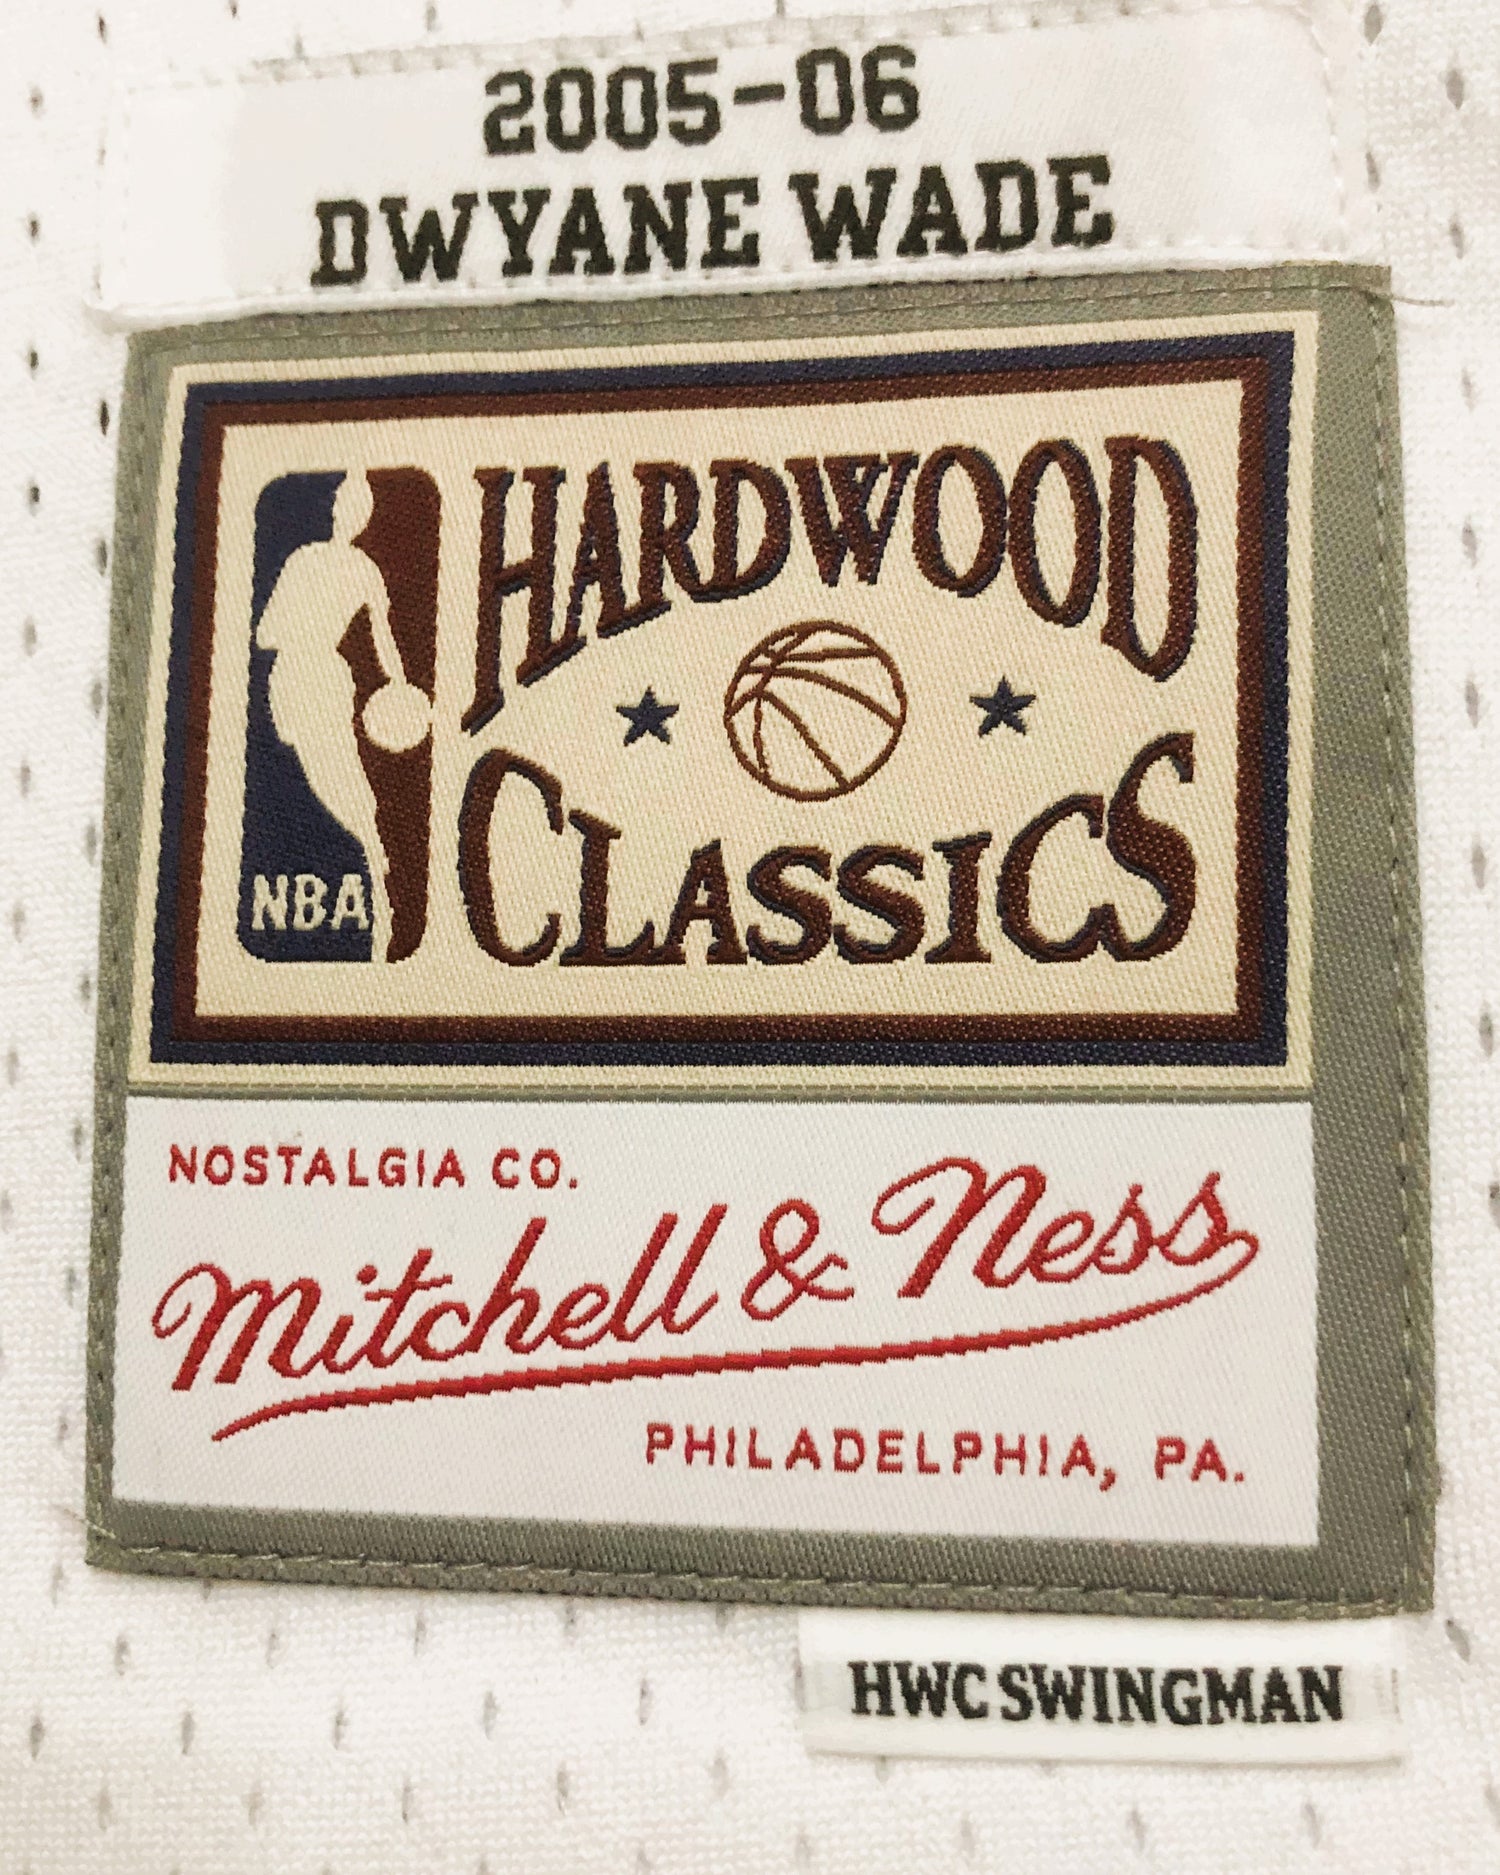 2005-06
DWYANE WADE
HARDWOOD
CLASSICS
NBA
NOSTALGIA CO.
Mitchell & Ness
PHILADELPHIA, PA.
HWC SWINGMAN